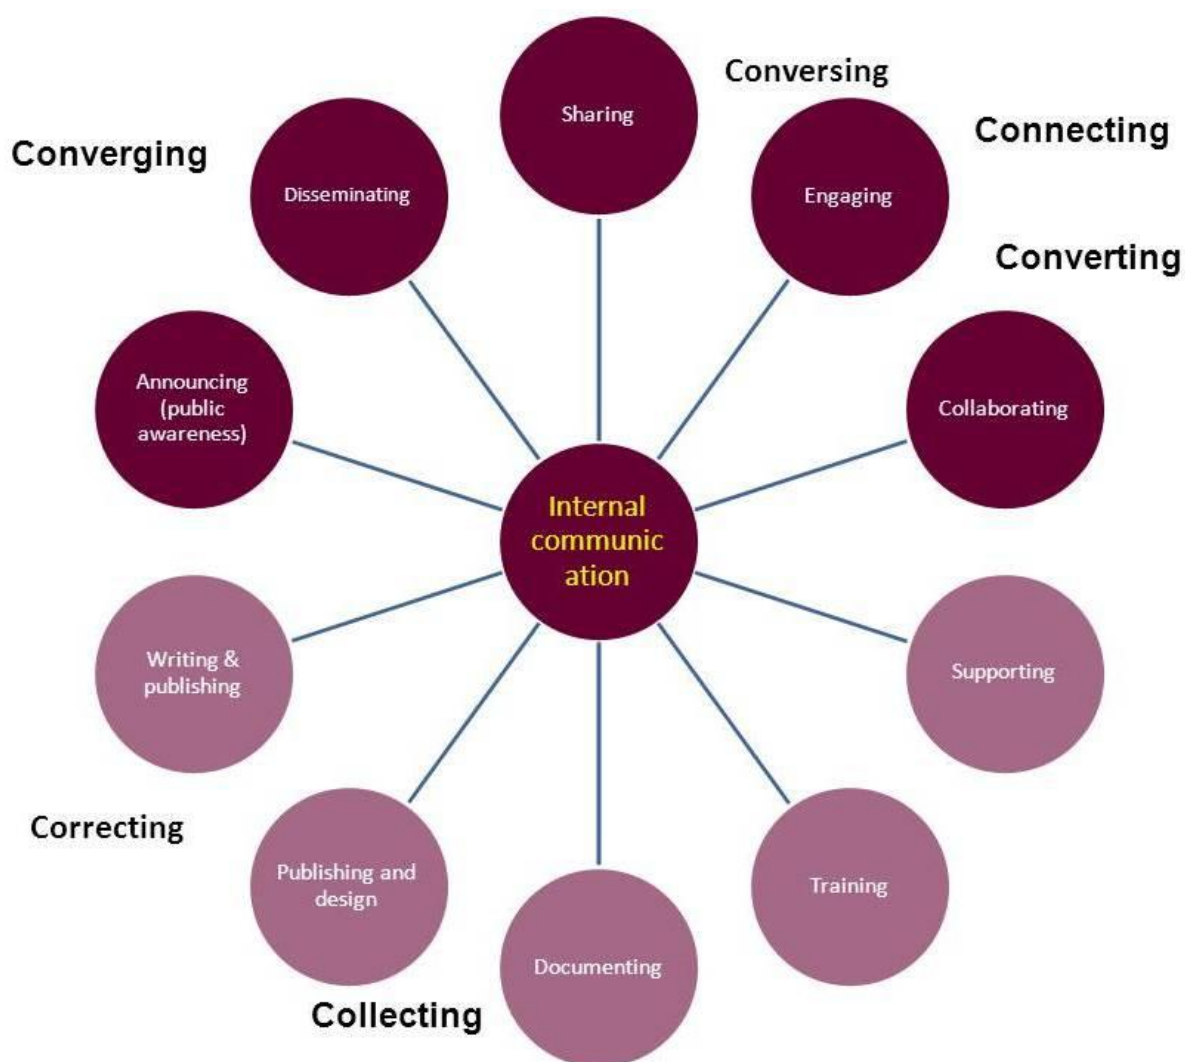 Sharing
Conversing
Connecting
Converging
Disseminating
Engaging
Converting
Announcing
(public
awareness)
Collaborating
Internal
communic
ation
Writing &
publishing
Supporting
Correcting
Publishing and
design
Training
Documenting
Collecting